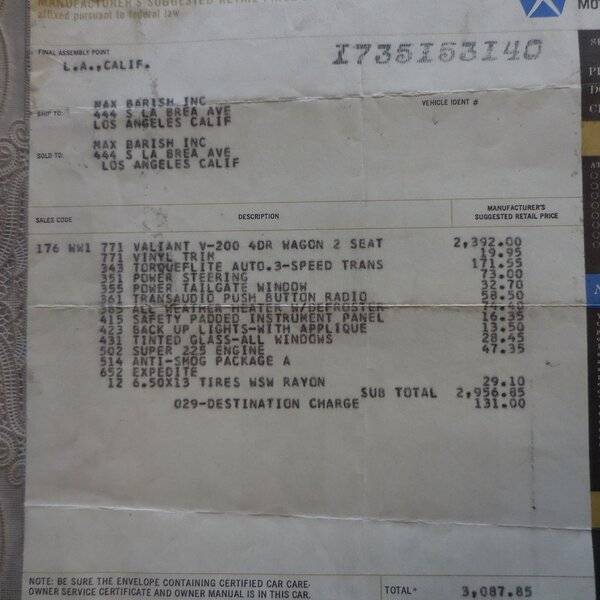 MANUFACTURER'S SUGGESTED RETAIL
affixed pursuant to federal law
MOT
FINAL ASSEMBLY POINT
L.A.,CALIF.
1735153140
VEHICLE IDENT #
SHIP TO:
MAX BARISH INC
444 S LA BREA AVE
LOS ANGELES CALIF
SOLD TO:
MAX BARISH INC
444 S LA BREA AVE
LOS ANGELES CALIF
SALES CODE DESCRIPTION MANUFACTURER'S SUGGESTED RETAIL PRICE
176 WW1 771 VALIANT V-200 4DR WAGON 2 SEAT 2,392.00
771 VINYL TRIM 19.95
343 TORQUEFLITE AUTO.3-SPEED TRANS 171.55
351 POWER STEERING 73.00
355 POWER TAILGATE WINDOW 32.70
361 TRANSAUDIO PUSH BUTTON RADIO 58.50
385 ALL WEATHER HEATER W/DEFROSTER
415 SAFETY PADDED INSTRUMENT PANEL 16.35
423 BACK UP LIGHTS-WITH APPLIQUE 13.50
431 TINTED GLASS-ALL WINDOWS 28.45
502 SUPER 225 ENGINE 47.35
514 ANTI-SMOG PACKAGE A
652 EXPEDITE
12 6.50X13 TIRES WSW RAYON 29.10
SUB TOTAL 2,956.85
029-DESTINATION CHARGE 131.00
NOTE: BE SURE THE ENVELOPE CONTAINING CERTIFIED CAR CARE-
OWNER SERVICE CERTIFICATE AND OWNER MANUAL IS IN THIS CAR.
TOTAL* 3,087.85